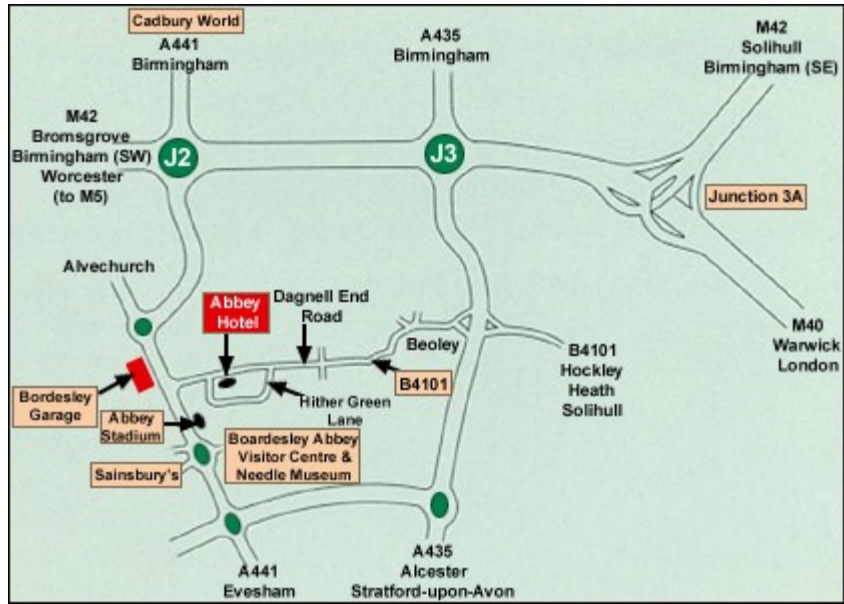 Cadbury World
A441
Birmingham
A435
Birmingham
M42
Solihull
Birmingham (SE)
M42
Bromsgrove
Birmingham (SW)
Worcester
(to M5)
J2
J3
Junction 3A
Alvechurch
Abbey
Hotel
Dagnell End
Road
Beoley
B4101
Hockley
Heath
Solihull
M40
Warwick
London
Bordesley
Garage
B4101
Hither Green
Lane
Abbey
Stadium
Boardesley Abbey
Visitor Centre &
Needle Museum
Sainsbury's
A441
Evesham
A435
Alcester
Stratford-upon-Avon